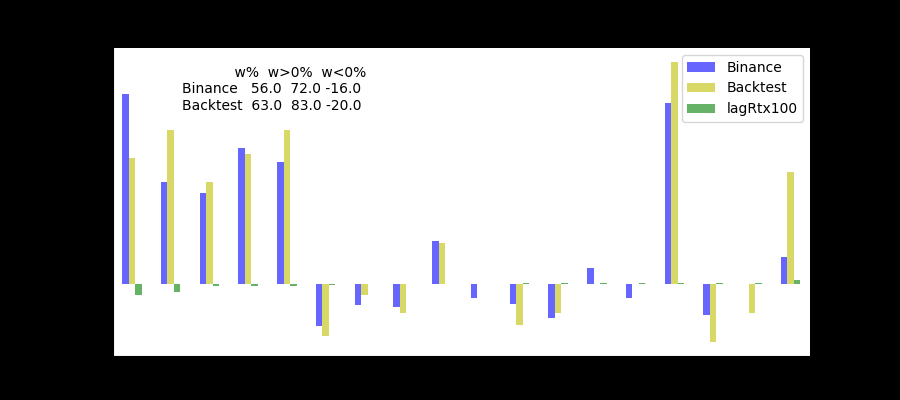 w%  w>0%  w<0%
Binance   56.0  72.0 -16.0
Backtest  63.0  83.0 -20.0
Binance
Backtest
lagRtx100